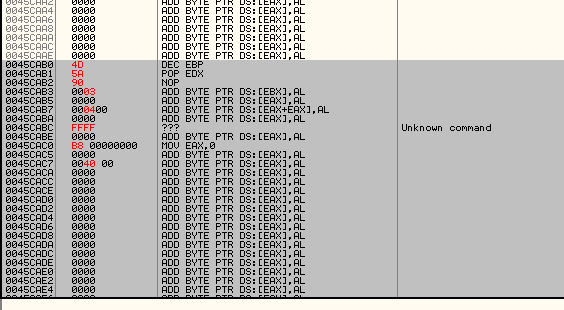 0045CAA4 0000 ADD BYTE PTR DS:[EAX],AL
0045CAA6 0000 ADD BYTE PTR DS:[EAX],AL
0045CAA8 0000 ADD BYTE PTR DS:[EAX],AL
0045CAAA 0000 ADD BYTE PTR DS:[EAX],AL
0045CAAC 0000 ADD BYTE PTR DS:[EAX],AL
0045CAAE 0000 ADD BYTE PTR DS:[EAX],AL
0045CAB0 4D DEC EBP
0045CAB1 5A POP EDX
0045CAB2 90 NOP
0045CAB3 0003 ADD BYTE PTR DS:[EBX],AL
0045CAB5 0000 ADD BYTE PTR DS:[EAX],AL
0045CAB7 000400 ADD BYTE PTR DS:[EAX+EAX],AL
0045CABA 0000 ADD BYTE PTR DS:[EAX],AL
0045CABC FFFF ??? Unknown command
0045CABE 0000 ADD BYTE PTR DS:[EAX],AL
0045CAC0 B8 00000000 MOV EAX,0
0045CAC5 0000 ADD BYTE PTR DS:[EAX],AL
0045CAC7 0040 00 ADD BYTE PTR DS:[EAX],AL
0045CACA 0000 ADD BYTE PTR DS:[EAX],AL
0045CACC 0000 ADD BYTE PTR DS:[EAX],AL
0045CACE 0000 ADD BYTE PTR DS:[EAX],AL
0045CAD0 0000 ADD BYTE PTR DS:[EAX],AL
0045CAD2 0000 ADD BYTE PTR DS:[EAX],AL
0045CAD4 0000 ADD BYTE PTR DS:[EAX],AL
0045CAD6 0000 ADD BYTE PTR DS:[EAX],AL
0045CAD8 0000 ADD BYTE PTR DS:[EAX],AL
0045CADA 0000 ADD BYTE PTR DS:[EAX],AL
0045CADC 0000 ADD BYTE PTR DS:[EAX],AL
0045CADE 0000 ADD BYTE PTR DS:[EAX],AL
0045CAE0 0000 ADD BYTE PTR DS:[EAX],AL
0045CAE2 0000 ADD BYTE PTR DS:[EAX],AL
0045CAE4 0000 ADD BYTE PTR DS:[EAX],AL